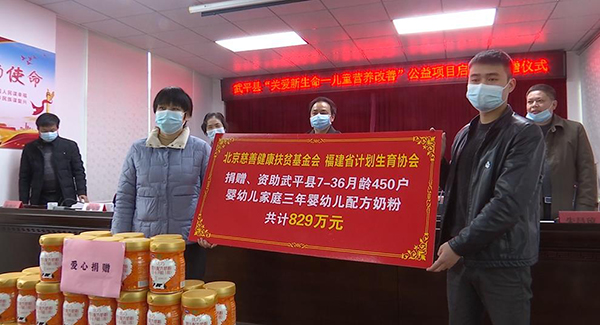 使命
武平县“关爱新生命—儿童营养改善”公益项目启 赠仪式
北京慈善健康扶贫基金会 福建省计划生育协会
捐赠、资助武平县7-36月龄450户
婴幼儿家庭三年婴幼儿配方奶粉
共计829万元
爱心捐赠